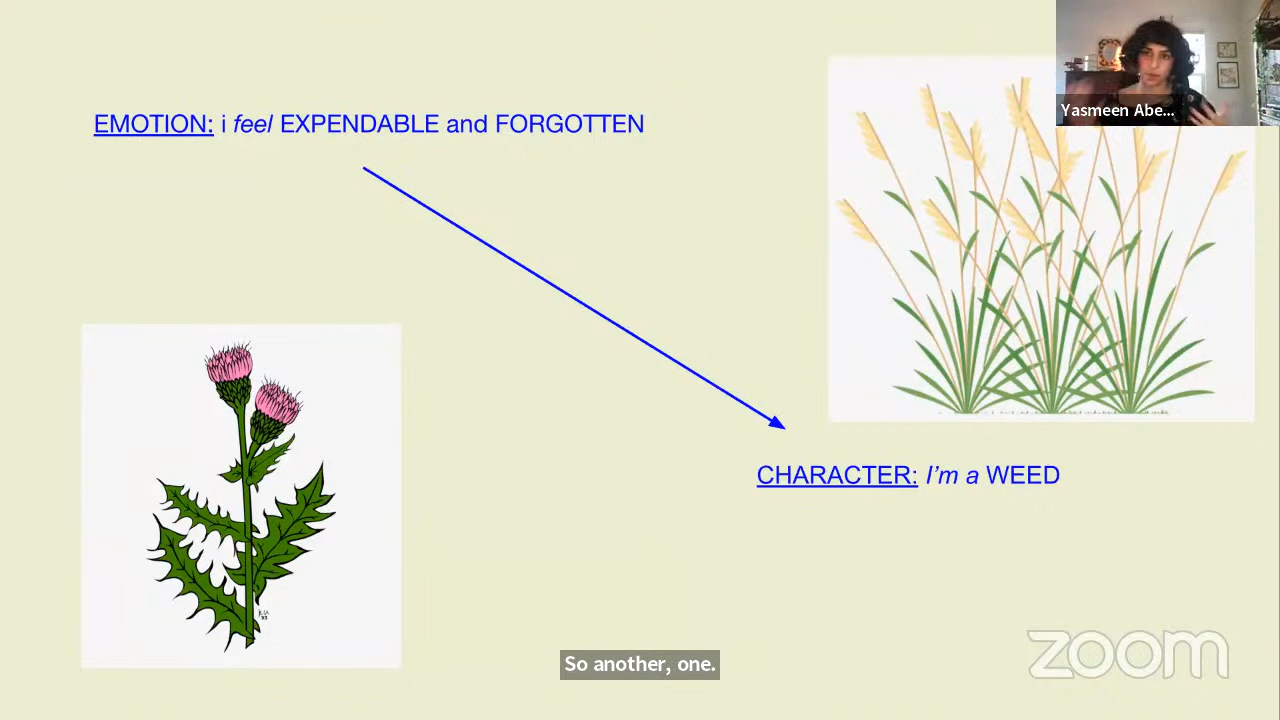 Yasmeen Abe...
EMOTION: i feel EXPENDABLE and FORGOTTEN
CHARACTER: I'm a WEED
So another, one.
zoom